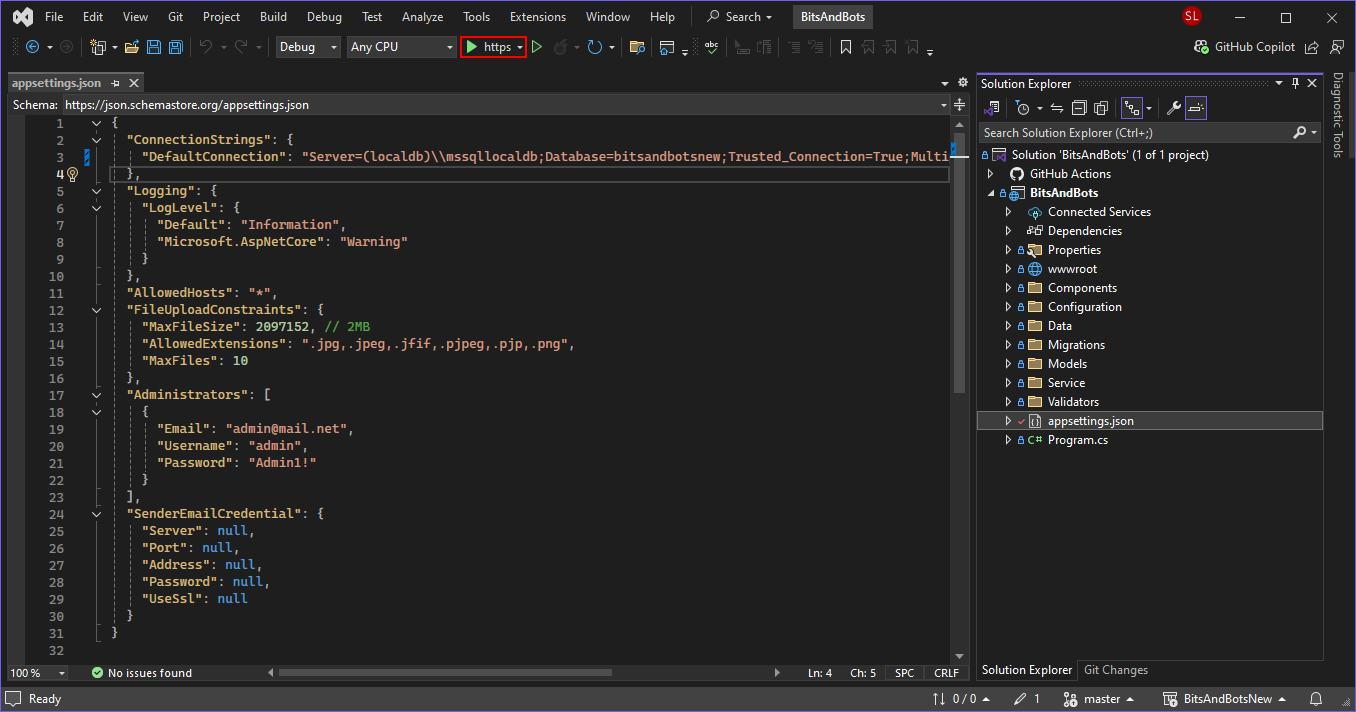 File Edit View Git Project Build Debug Test Analyze Tools Extensions Window Help Search BitsAndBots SL
Debug Any CPU https abc GitHub Copilot
appsettings.json
Schema: https://json.schemastore.org/appsettings.json
1 {
2 "ConnectionStrings": {
3 "DefaultConnection": "Server=(localdb)\\mssqllocaldb;Database=bitsandbotsnew;Trusted_Connection=True;Multi
4 },
5 "Logging": {
6 "LogLevel": {
7 "Default": "Information",
8 "Microsoft.AspNetCore": "Warning"
9 }
10 },
11 "AllowedHosts": "*",
12 "FileUploadConstraints": {
13 "MaxFileSize": 2097152, // 2MB
14 "AllowedExtensions": ".jpg,.jpeg,.jfif,.pjpeg,.pjp,.png",
15 "MaxFiles": 10
16 },
17 "Administrators": [
18 {
19 "Email": "admin@mail.net",
20 "Username": "admin",
21 "Password": "Admin1!"
22 }
23 ],
24 "SenderEmailCredential": {
25 "Server": null,
26 "Port": null,
27 "Address": null,
28 "Password": null,
29 "UseSsl": null
30 }
31 }
32
100 % No issues found Ln: 4 Ch: 5 SPC CRLF
Solution Explorer
Search Solution Explorer (Ctrl+;)
Solution 'BitsAndBots' (1 of 1 project)
GitHub Actions
BitsAndBots
Connected Services
Dependencies
Properties
wwwroot
Components
Configuration
Data
Migrations
Models
Service
Validators
appsettings.json
C# Program.cs
Solution Explorer Git Changes
Diagnostic Tools
Ready 0 / 0 1 master BitsAndBotsNew